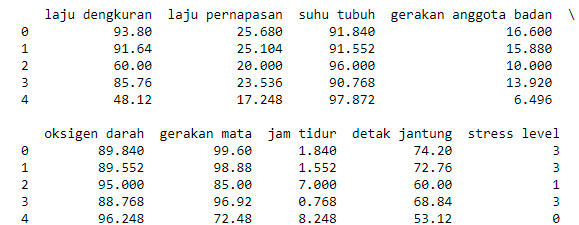 laju dengkuran laju pernapasan suhu tubuh gerakan anggota badan \
0 93.80 25.680 91.840 16.600
1 91.64 25.104 91.552 15.880
2 60.00 20.000 96.000 10.000
3 85.76 23.536 90.768 13.920
4 48.12 17.248 97.872 6.496
oksigen darah gerakan mata jam tidur detak jantung stress level
0 89.840 99.60 1.840 74.20 3
1 89.552 98.88 1.552 72.76 3
2 95.000 85.00 7.000 60.00 1
3 88.768 96.92 0.768 68.84 3
4 96.248 72.48 8.248 53.12 0